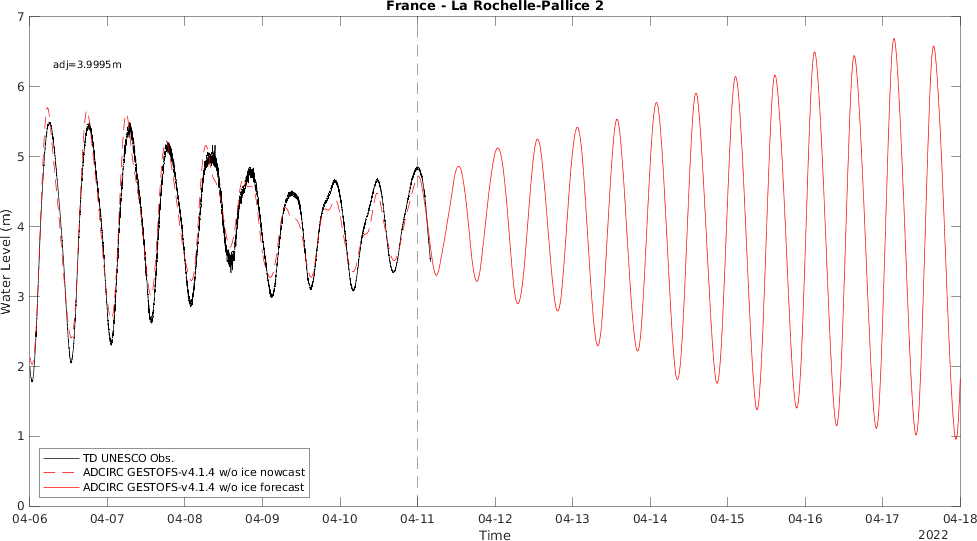 France - La Rochelle-Pallice 2
7
adj=3.9995m
6
5
4
3
2
1
0
Water Level (m)
TD UNESCO Obs.
ADCIRC GESTOFS-v4.1.4 w/o ice nowcast
ADCIRC GESTOFS-v4.1.4 w/o ice forecast
04-06 04-07 04-08 04-09 04-10 04-11 04-12 04-13 04-14 04-15 04-16 04-17 04-18
Time
2022